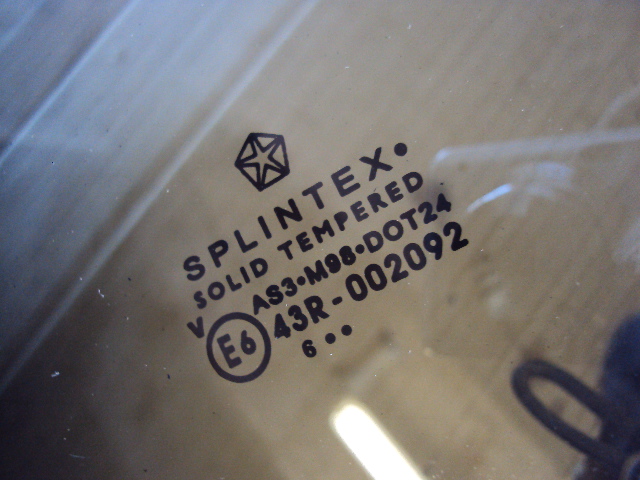 SPLINTEX•
SOLID TEMPERED
AS3•M98•DOT24
V E6 43R-002092
6••